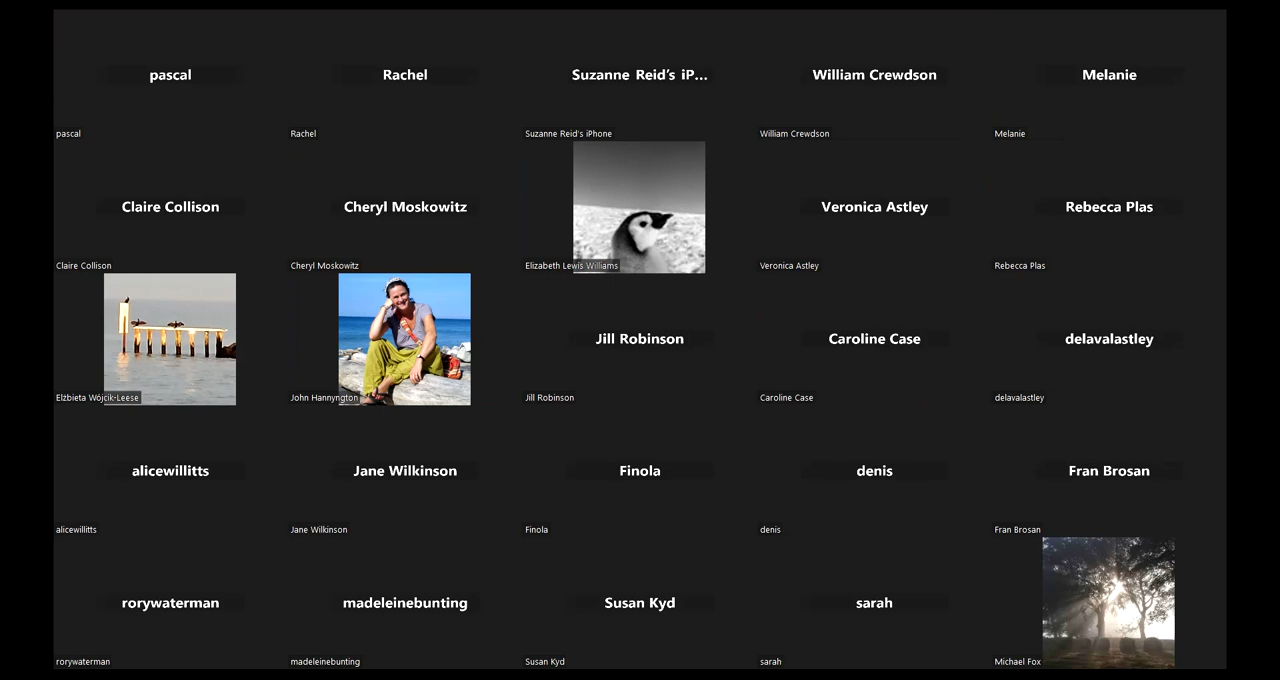 pascal
Rachel
Suzanne Reid's iP...
William Crewdson
Melanie
pascal
Rachel
Suzanne Reid's iPhone
William Crewdson
Melanie
Claire Collison
Cheryl Moskowitz
Veronica Astley
Rebecca Plas
Claire Collison
Cheryl Moskowitz
Elizabeth Lewis Williams
Veronica Astley
Rebecca Plas
Jill Robinson
Caroline Case
delavalastley
Elżbieta Wójcik-Leese
John Hannyngton
Jill Robinson
Caroline Case
delavalastley
alicewillitts
Jane Wilkinson
Finola
denis
Fran Brosan
alicewillitts
Jane Wilkinson
Finola
denis
Fran Brosan
rorywaterman
madeleinebunting
Susan Kyd
sarah
rorywaterman
madeleinebunting
Susan Kyd
sarah
Michael Fox